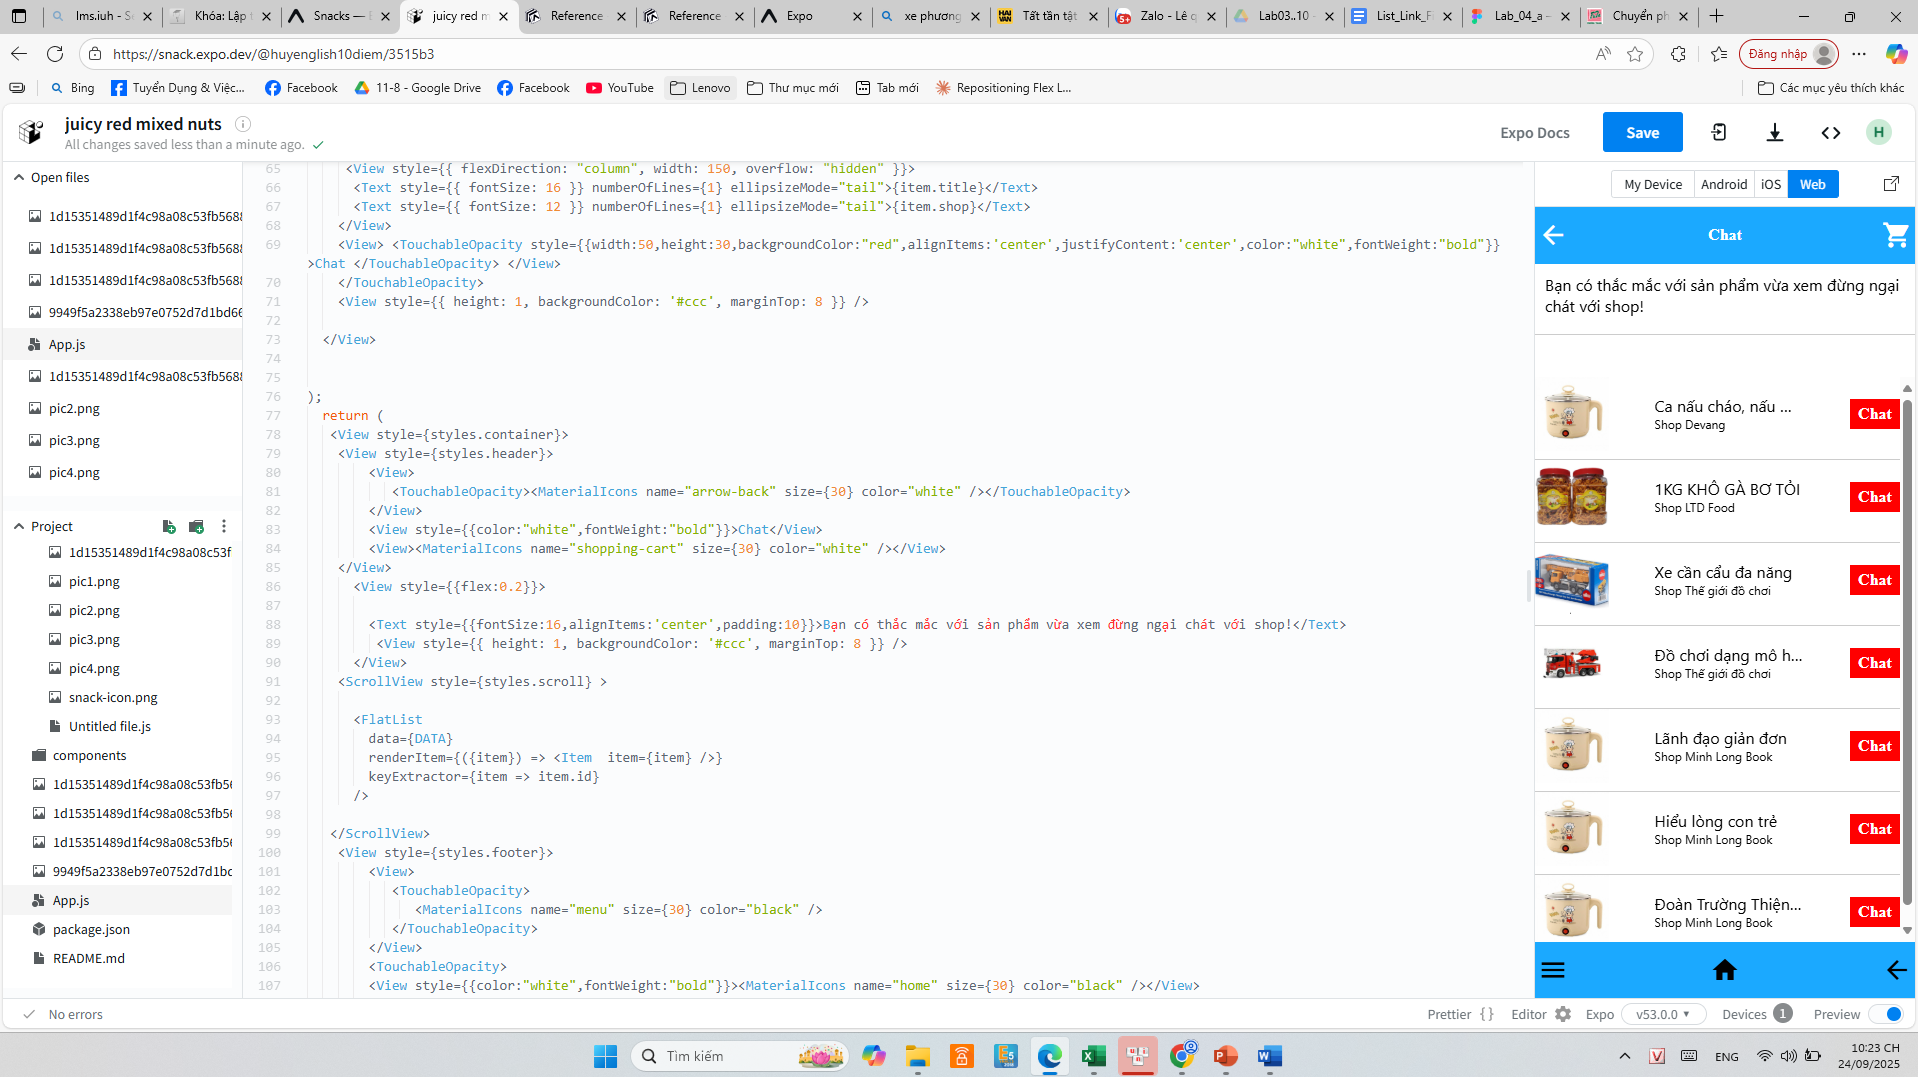 lms.iuh - Se
Khóa: Lập t
Snacks — E
juicy red m
Reference
Reference
Expo
xe phương
Tất tần tật
Zalo - Lê q
Lab03..10 -
List_Link_Fi
Lab_04_a –
Chuyển ph
https://snack.expo.dev/@huyenglish10diem/3515b3
Đăng nhập
Bing
Tuyển Dụng & Việc...
Facebook
11-8 - Google Drive
Facebook
YouTube
Lenovo
Thư mục mới
Tab mới
Repositioning Flex L...
Các mục yêu thích khác
juicy red mixed nuts
All changes saved less than a minute ago.
Expo Docs
Save
H
Open files
1d15351489d1f4c98a08c53fb5688
1d15351489d1f4c98a08c53fb5688
1d15351489d1f4c98a08c53fb5688
9949f5a2338eb97e0752d7d1bd66
App.js
1d15351489d1f4c98a08c53fb5688
pic2.png
pic3.png
pic4.png
Project
1d15351489d1f4c98a08c53f
pic1.png
pic2.png
pic3.png
pic4.png
snack-icon.png
Untitled file.js
components
1d15351489d1f4c98a08c53fb56
1d15351489d1f4c98a08c53fb56
1d15351489d1f4c98a08c53fb56
9949f5a2338eb97e0752d7d1bd
App.js
package.json
README.md
65 <View style={{ flexDirection: "column", width: 150, overflow: "hidden" }}>
66 <Text style={{ fontSize: 16 }} numberOfLines={1} ellipsizeMode="tail">{item.title}</Text>
67 <Text style={{ fontSize: 12 }} numberOfLines={1} ellipsizeMode="tail">{item.shop}</Text>
68 </View>
69 <View> <TouchableOpacity style={{width:50,height:30,backgroundColor:"red",alignItems:'center',justifyContent:'center',color:"white",fontWeight:"bold"}}
>Chat </TouchableOpacity> </View>
70 </TouchableOpacity>
71 <View style={{ height: 1, backgroundColor: '#ccc', marginTop: 8 }} />
72
73 </View>
74
75
76 );
77 return (
78 <View style={styles.container}>
79 <View style={styles.header}>
80 <View>
81 <TouchableOpacity><MaterialIcons name="arrow-back" size={30} color="white" /></TouchableOpacity>
82 </View>
83 <View style={{color:"white",fontWeight:"bold"}}>Chat</View>
84 <View><MaterialIcons name="shopping-cart" size={30} color="white" /></View>
85 </View>
86 <View style={{flex:0.2}}>
87
88 <Text style={{fontSize:16,alignItems:'center',padding:10}}>Bạn có thắc mắc với sản phẩm vừa xem đừng ngại chát với shop!</Text>
89 <View style={{ height: 1, backgroundColor: '#ccc', marginTop: 8 }} />
90 </View>
91 <ScrollView style={styles.scroll} >
92
93 <FlatList
94 data={DATA}
95 renderItem={({item}) => <Item item={item} />}
96 keyExtractor={item => item.id}
97 />
98
99 </ScrollView>
100 <View style={styles.footer}>
101 <View>
102 <TouchableOpacity>
103 <MaterialIcons name="menu" size={30} color="black" />
104 </TouchableOpacity>
105 </View>
106 <TouchableOpacity>
107 <View style={{color:"white",fontWeight:"bold"}}><MaterialIcons name="home" size={30} color="black" /></View>
My Device
Android
iOS
Web
Chat
Bạn có thắc mắc với sản phẩm vừa xem đừng ngại
chát với shop!
Ca nấu cháo, nấu ...
Shop Devang
Chat
1KG KHÔ GÀ BƠ TỎI
Shop LTD Food
Chat
Xe cần cẩu đa năng
Shop Thế giới đồ chơi
Chat
Đồ chơi dạng mô h...
Shop Thế giới đồ chơi
Chat
Lãnh đạo giản đơn
Shop Minh Long Book
Chat
Hiểu lòng con trẻ
Shop Minh Long Book
Chat
Đoàn Trường Thiện...
Shop Minh Long Book
Chat
No errors
Prettier {}
Editor
Expo
v53.0.0
Devices 1
Preview
Tìm kiếm
ENG
10:23 CH
24/09/2025